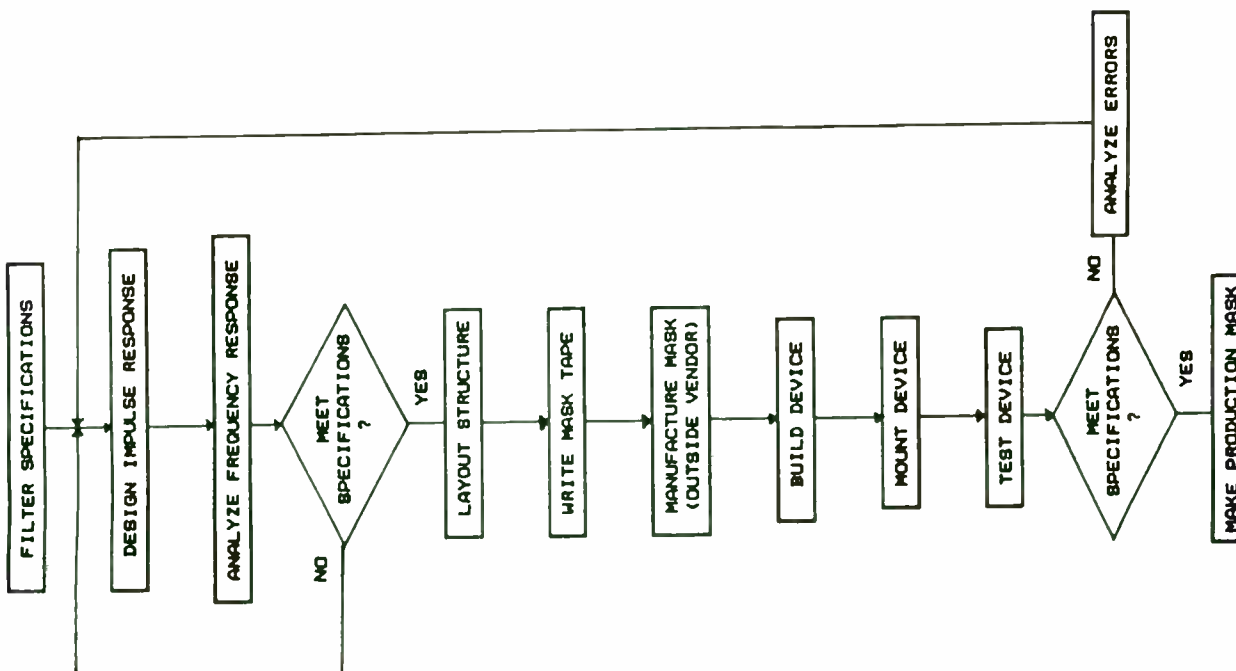 FILTER SPECIFICATIONS
DESIGN IMPULSE RESPONSE
ANALYZE FREQUENCY RESPONSE
MEET
SPECIFICATIONS
?
NO
YES
LAYOUT STRUCTURE
WRITE MASK TAPE
MANUFACTURE MASK
(OUTSIDE VENDOR)
BUILD DEVICE
MOUNT DEVICE
TEST DEVICE
MEET
SPECIFICATIONS
?
NO
ANALYZE ERRORS
YES
MAKE PRODUCTION MASK